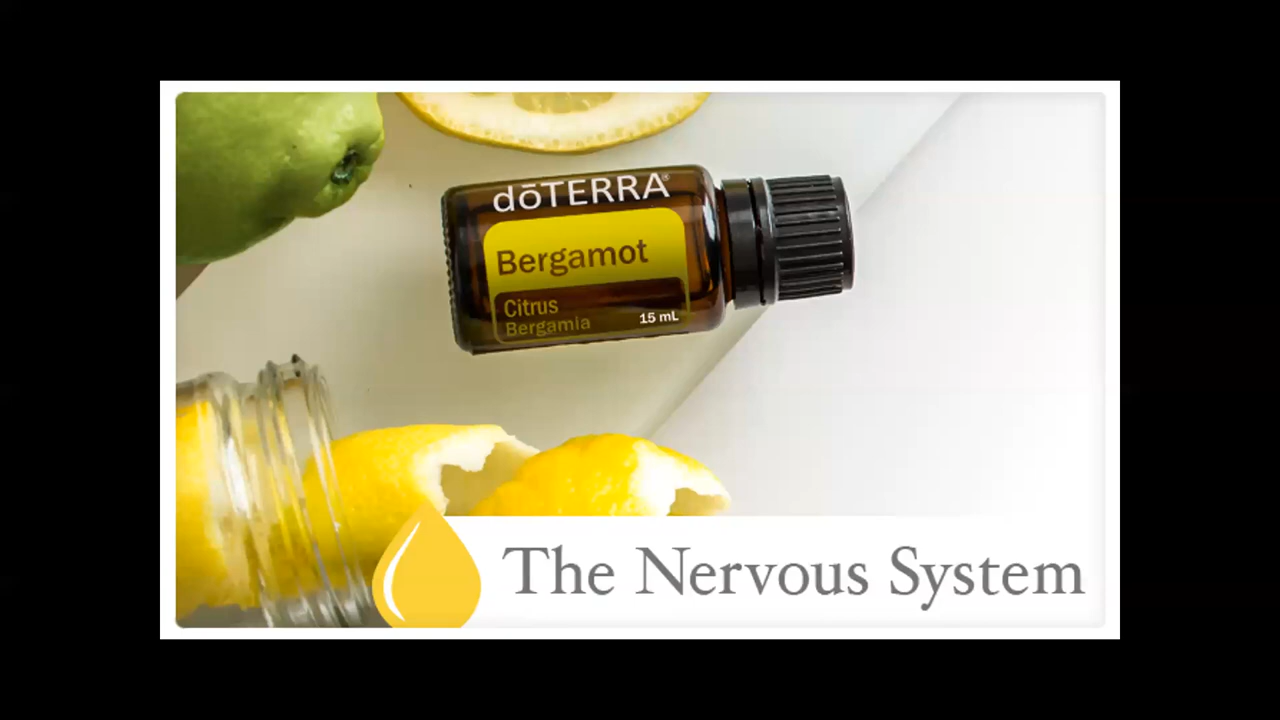 dōTERRA®
Bergamot
Citrus
Bergamia
15 mL
The Nervous System